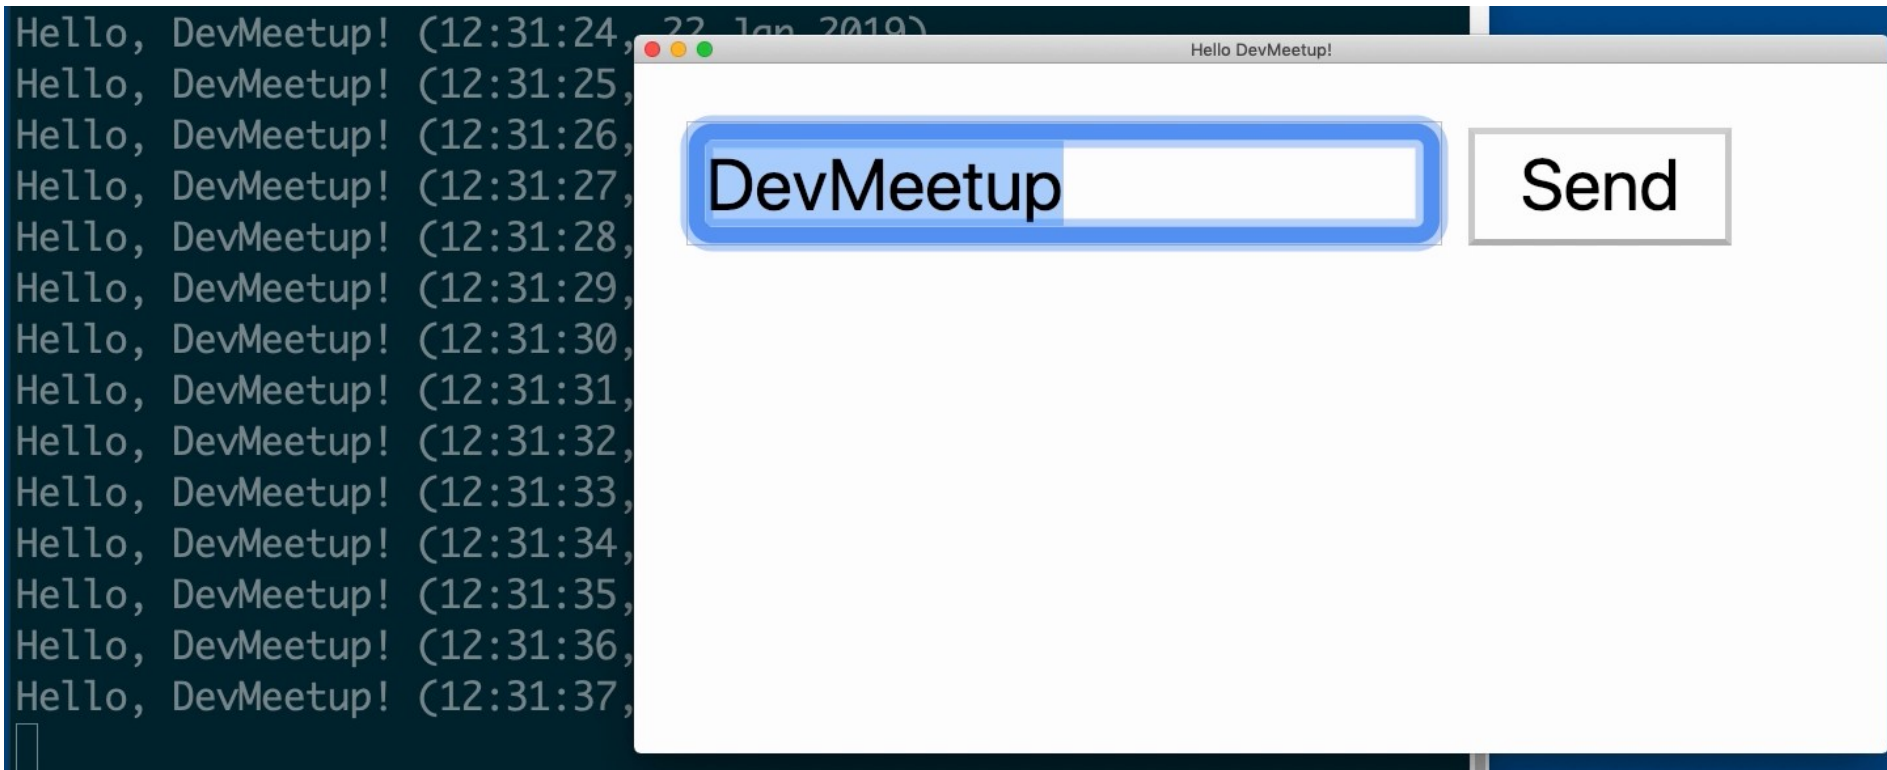 Hello, DevMeetup! (12:31:24, 22 Jan 2019)
Hello, DevMeetup! (12:31:25,
Hello, DevMeetup! (12:31:26,
Hello, DevMeetup! (12:31:27,
Hello, DevMeetup! (12:31:28,
Hello, DevMeetup! (12:31:29,
Hello, DevMeetup! (12:31:30,
Hello, DevMeetup! (12:31:31,
Hello, DevMeetup! (12:31:32,
Hello, DevMeetup! (12:31:33,
Hello, DevMeetup! (12:31:34,
Hello, DevMeetup! (12:31:35,
Hello, DevMeetup! (12:31:36,
Hello, DevMeetup! (12:31:37,
Hello DevMeetup!
DevMeetup
Send